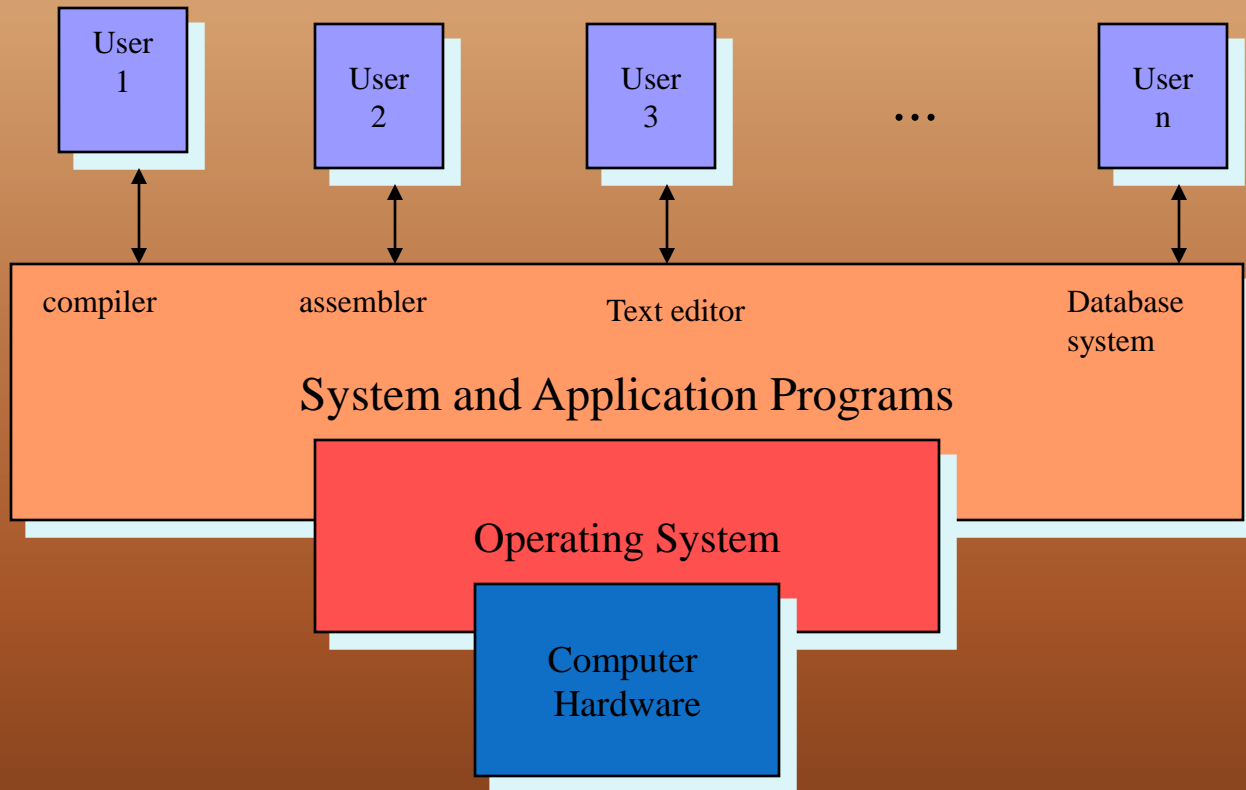 User
1
User
2
User
3
...
User
n
compiler
assembler
Text editor
Database
system
System and Application Programs
Operating System
Computer
Hardware